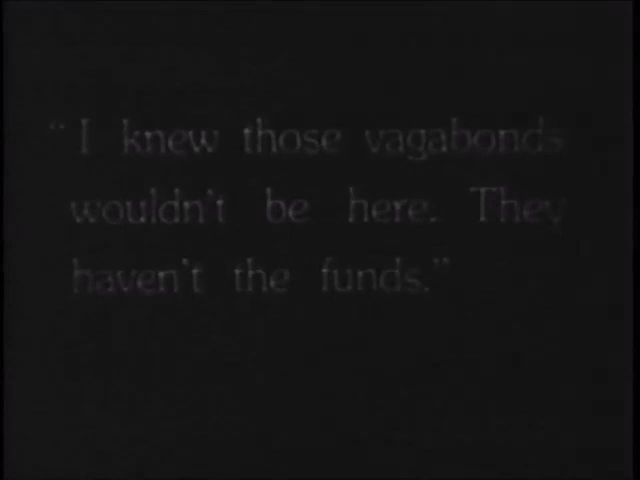 "I knew those vagabonds
wouldn't be here. They
haven't the funds."